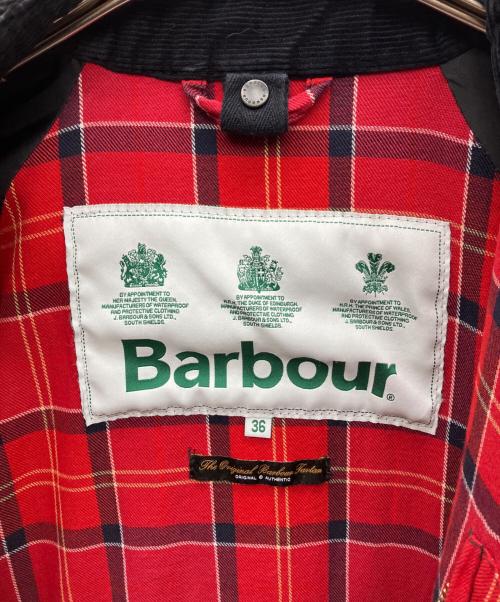 BY APPOINTMENT TO
HER MAJESTY THE QUEEN,
MANUFACTURERS OF WATERPROOF
AND PROTECTIVE CLOTHING
J. BARBOUR & SONS LTD.,
SOUTH SHIELDS.
BY APPOINTMENT TO
H.R.H. THE DUKE OF EDINBURGH,
MANUFACTURERS OF WATERPROOF
AND PROTECTIVE CLOTHING
J. BARBOUR & SONS LTD.,
SOUTH SHIELDS.
BY APPOINTMENT TO
H.R.H. THE PRINCE OF WALES,
MANUFACTURERS OF WATERPROOF
AND PROTECTIVE CLOTHING
J. BARBOUR & SONS LTD.,
SOUTH SHIELDS.
Barbour®
36
The Original Barbour Tartan
ORIGINAL & AUTHENTIC